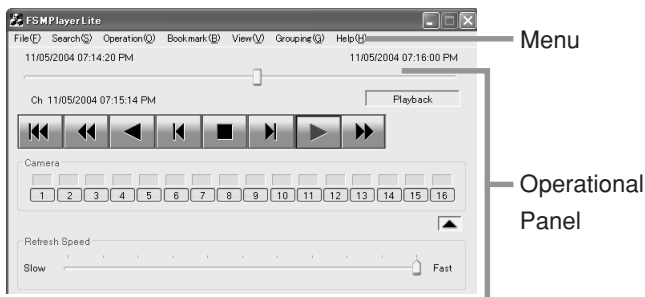 FSMPlayerLite
File(F) Search(S) Operation(O) Bookmark(B) View(V) Grouping(G) Help(H)
Menu
11/05/2004 07:14:20 PM 11/05/2004 07:16:00 PM
Ch 11/05/2004 07:15:14 PM Playback
Camera
1 2 3 4 5 6 7 8 9 10 11 12 13 14 15 16
Operational
Panel
Refresh Speed
Slow Fast